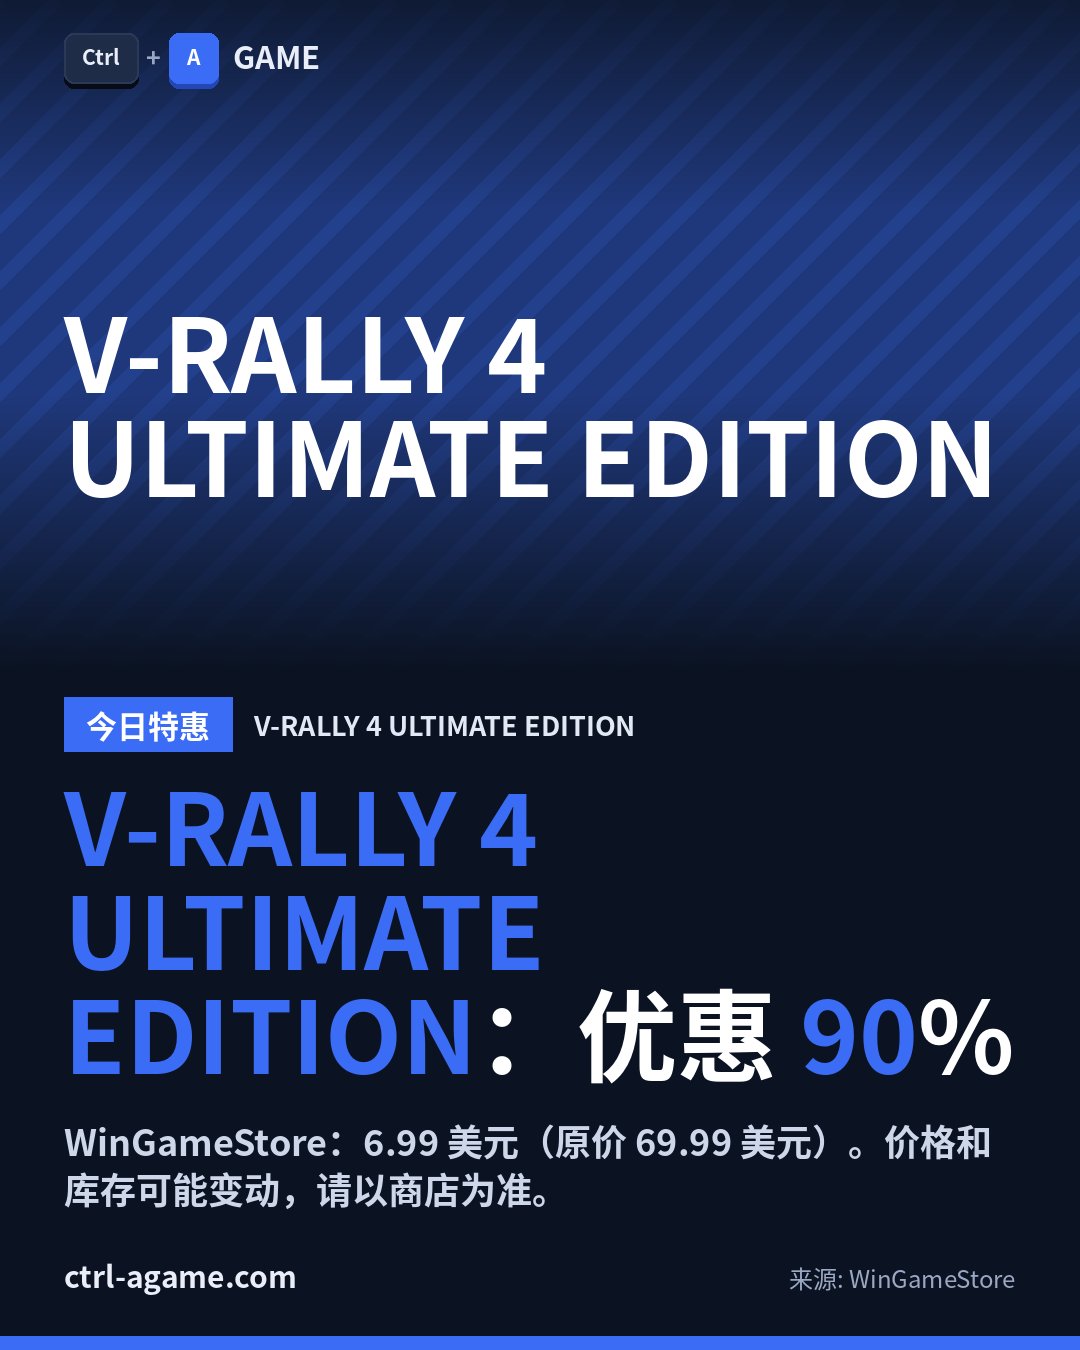 Ctrl + A GAME
V-RALLY 4
ULTIMATE EDITION
今日特惠 V-RALLY 4 ULTIMATE EDITION
V-RALLY 4
ULTIMATE
EDITION：优惠 90%
WinGameStore：6.99 美元（原价 69.99 美元）。价格和
库存可能变动，请以商店为准。
ctrl-agame.com 来源: WinGameStore